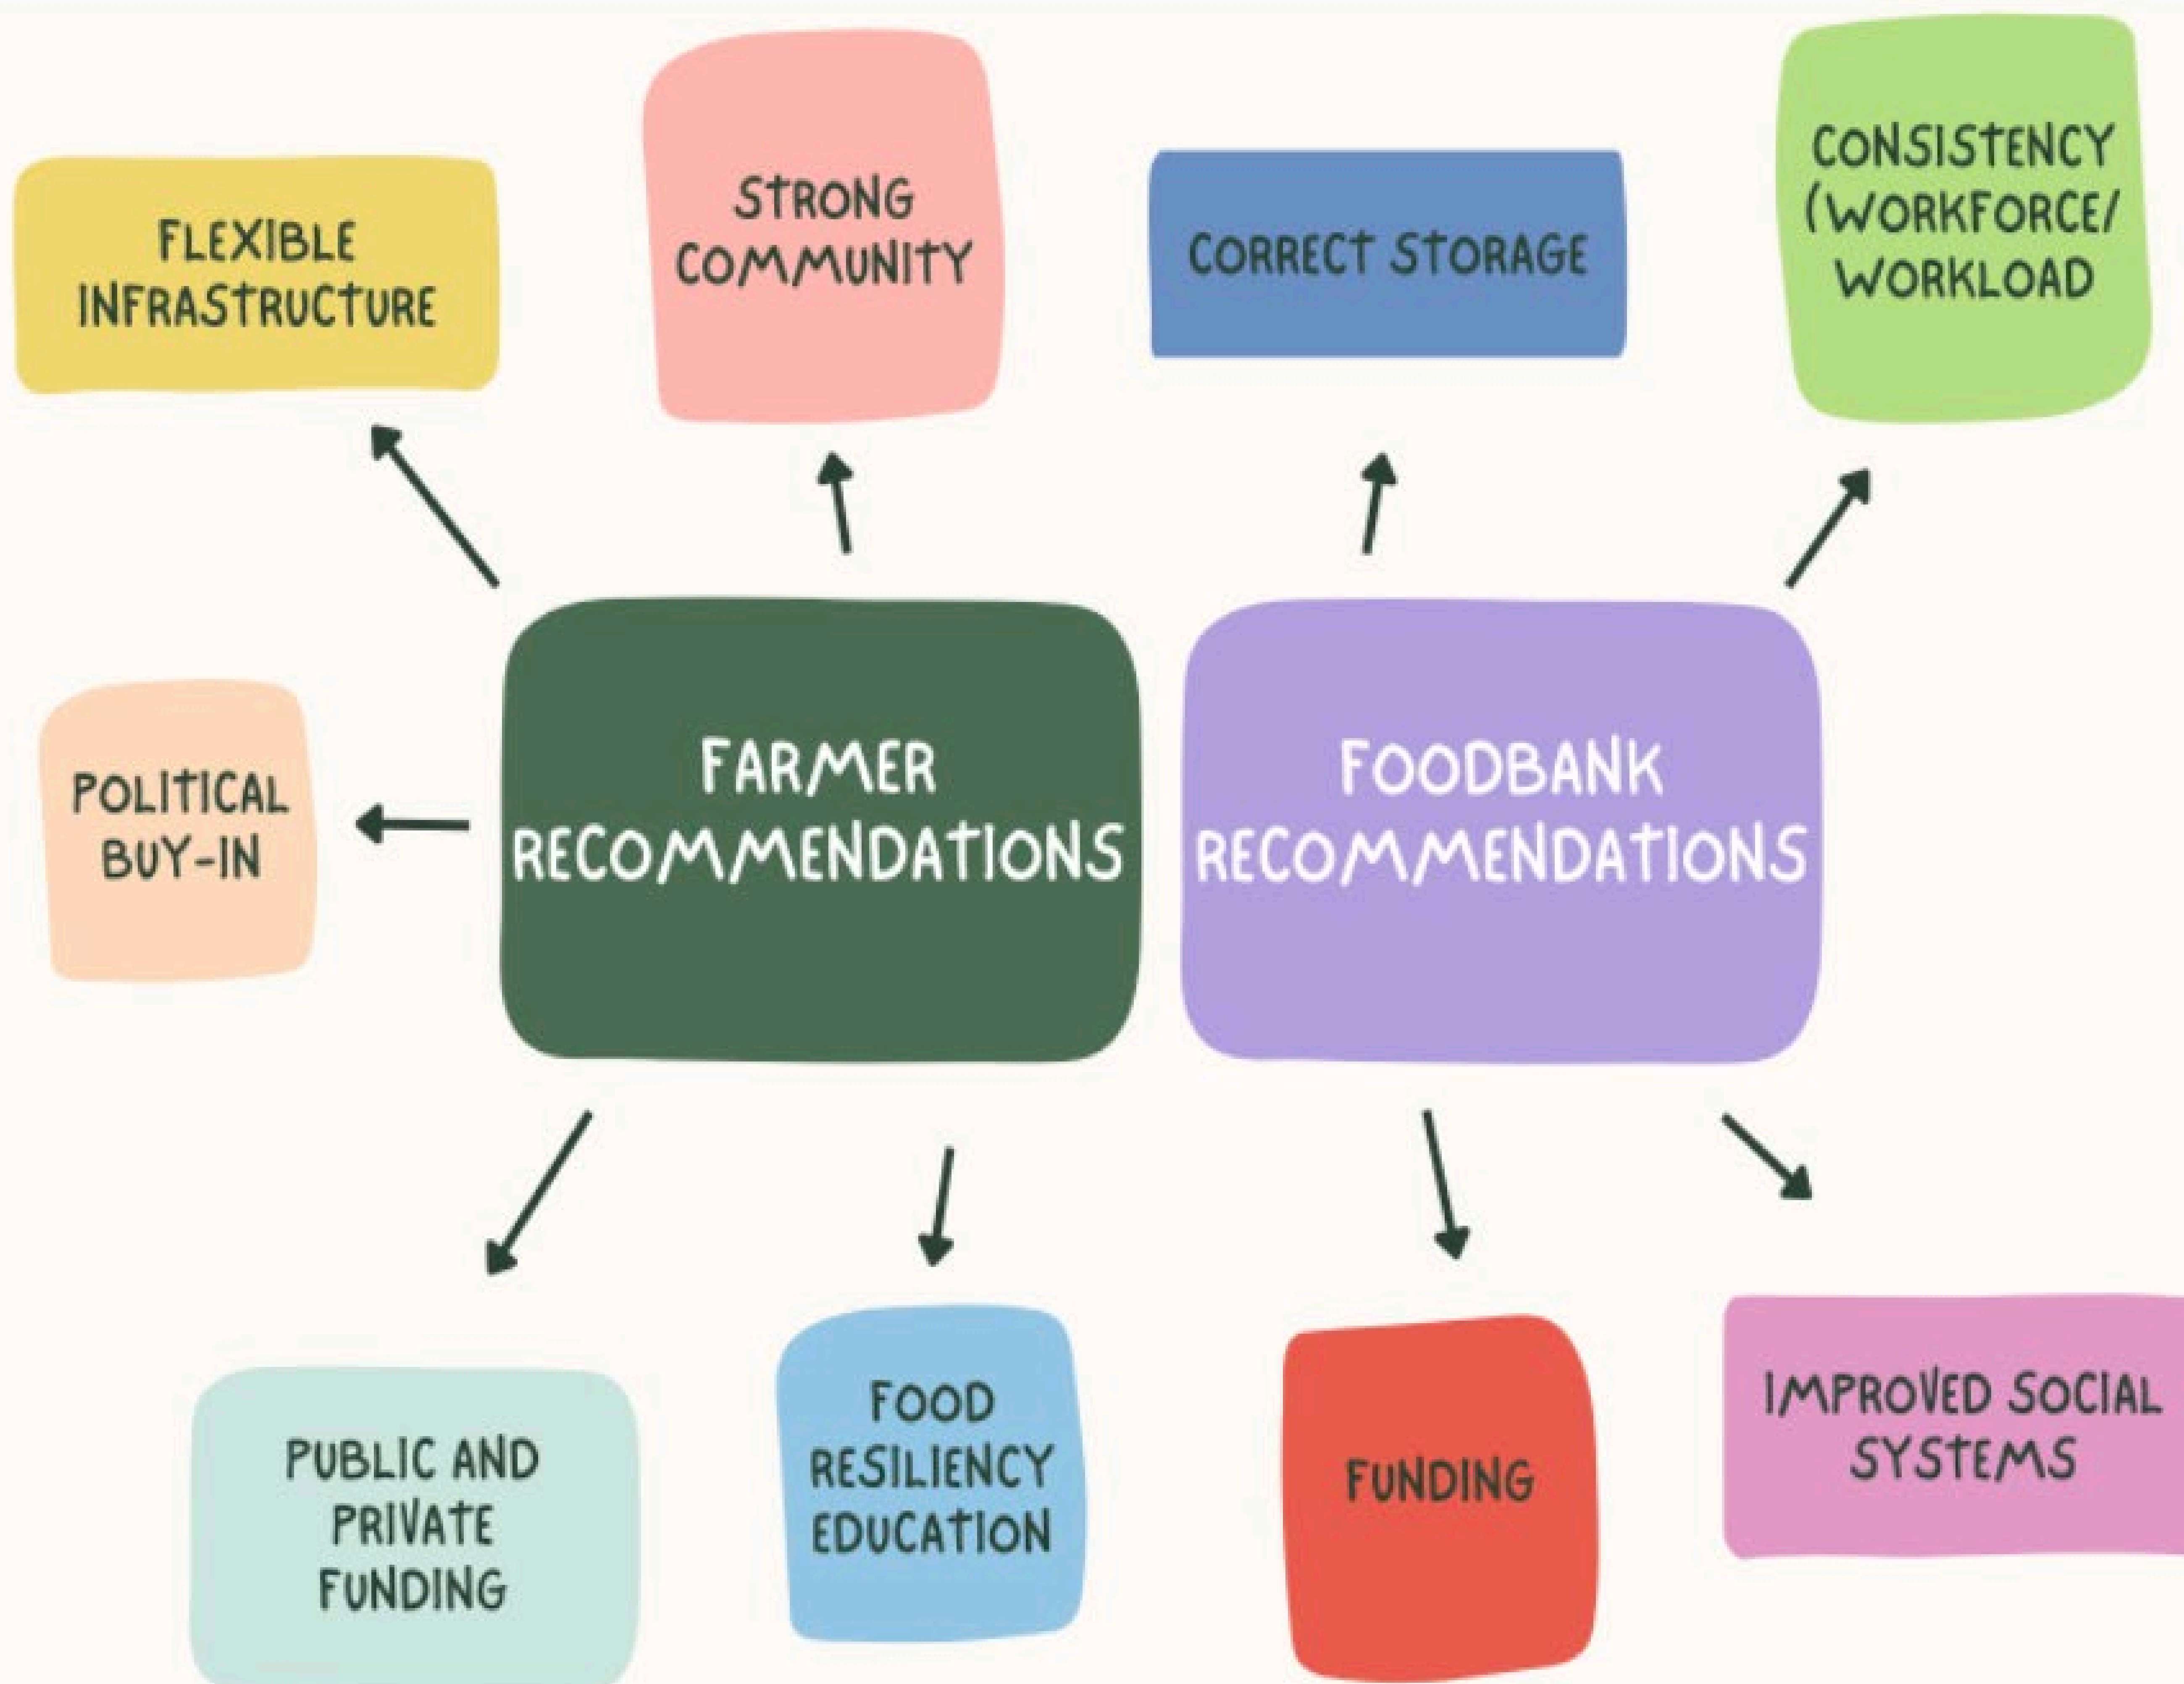 FLEXIBLE
INFRASTRUCTURE
STRONG
COMMUNITY
CORRECT STORAGE
CONSISTENCY
(WORKFORCE/
WORKLOAD
POLITICAL
BUY-IN
FARMER
RECOMMENDATIONS
FOODBANK
RECOMMENDATIONS
PUBLIC AND
PRIVATE
FUNDING
FOOD
RESILIENCY
EDUCATION
FUNDING
IMPROVED SOCIAL
SYSTEMS